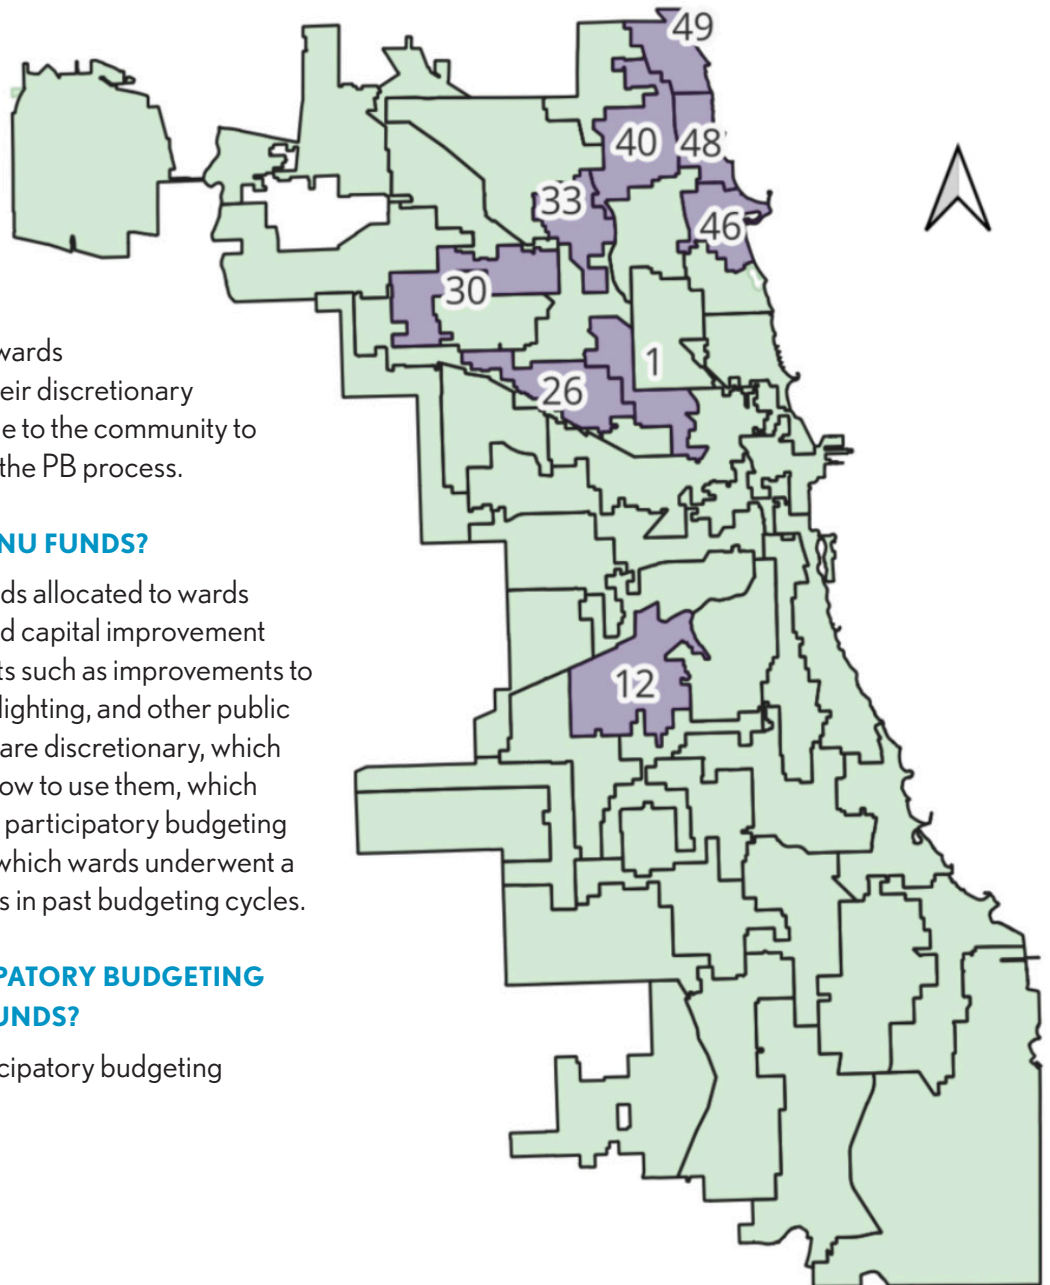 49
40
48
33
46
30
1
26
12
wards
eir discretionary
e to the community to
the PB process.
NU FUNDS?
ds allocated to wards
d capital improvement
ts such as improvements to
lighting, and other public
are discretionary, which
ow to use them, which
participatory budgeting
which wards underwent a
s in past budgeting cycles.
PATORY BUDGETING
UNDS?
cipatory budgeting